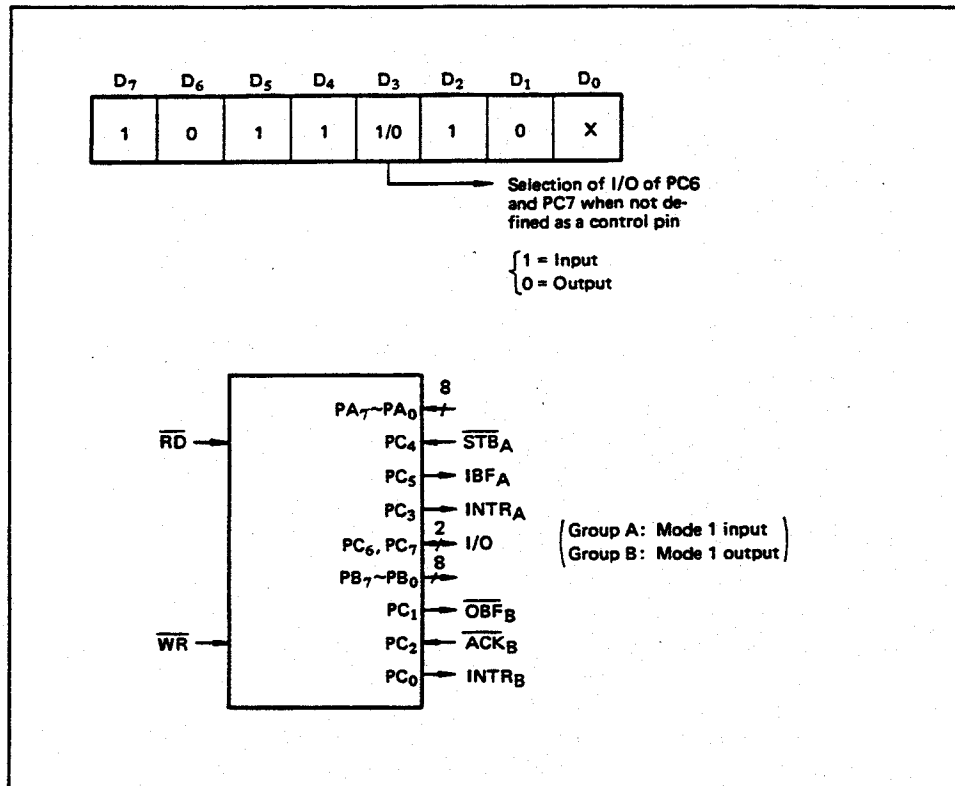 D7 D6 D5 D4 D3 D2 D1 D0
1 0 1 1 1/0 1 0 X
Selection of I/O of PC6
and PC7 when not de-
fined as a control pin
1 = Input
0 = Output
8
PA7~PA0
RD PC4 STBA
PC5 IBFA
PC3 INTRA
2
PC6, PC7 I/O
(Group A: Mode 1 input
Group B: Mode 1 output)
8
PB7~PB0
PC1 OBFB
WR PC2 ACKB
PC0 INTRB